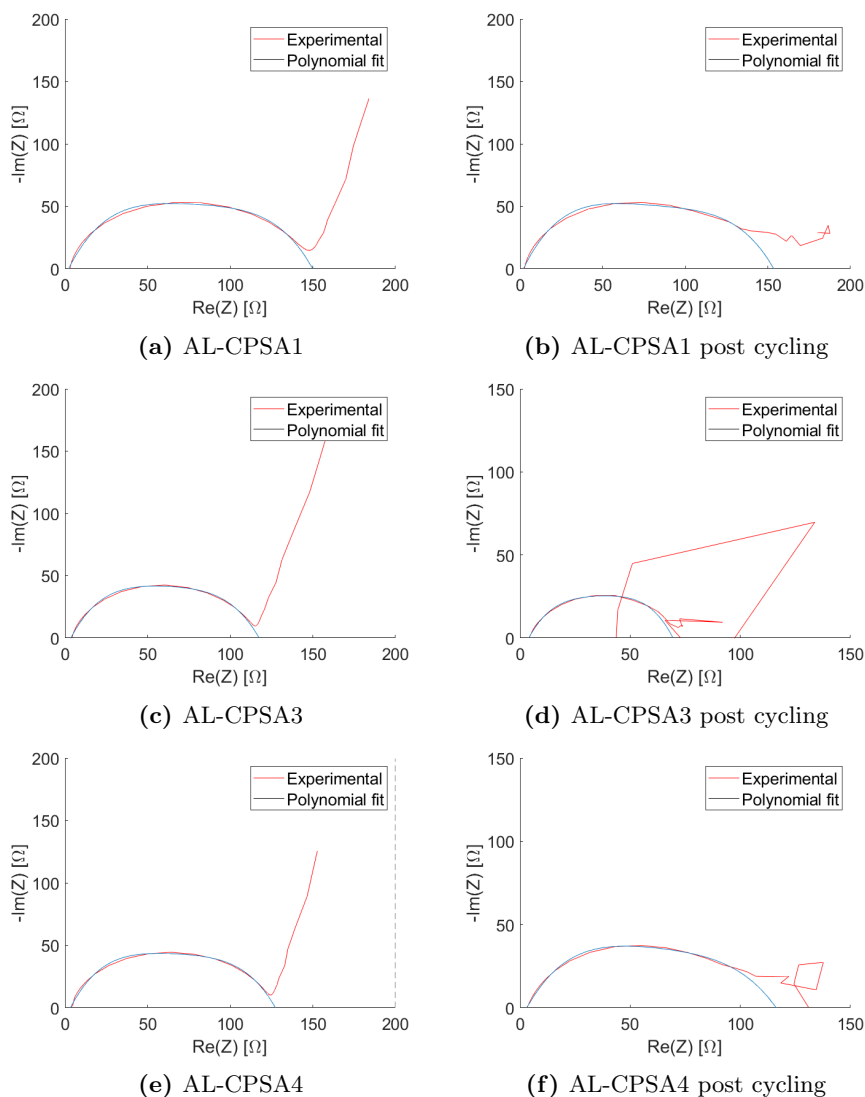 200
150
100
50
0
-Im(Z) [Ω]
Experimental
Polynomial fit
0 50 100 150 200
Re(Z) [Ω]
(a) AL-CPSA1
200
150
100
50
0
-Im(Z) [Ω]
Experimental
Polynomial fit
0 50 100 150 200
Re(Z) [Ω]
(b) AL-CPSA1 post cycling
200
150
100
50
0
-Im(Z) [Ω]
Experimental
Polynomial fit
0 50 100 150 200
Re(Z) [Ω]
(c) AL-CPSA3
150
100
50
0
-Im(Z) [Ω]
Experimental
Polynomial fit
0 50 100 150
Re(Z) [Ω]
(d) AL-CPSA3 post cycling
200
150
100
50
0
-Im(Z) [Ω]
Experimental
Polynomial fit
0 50 100 150 200
Re(Z) [Ω]
(e) AL-CPSA4
150
100
50
0
-Im(Z) [Ω]
Experimental
Polynomial fit
0 50 100 150
Re(Z) [Ω]
(f) AL-CPSA4 post cycling